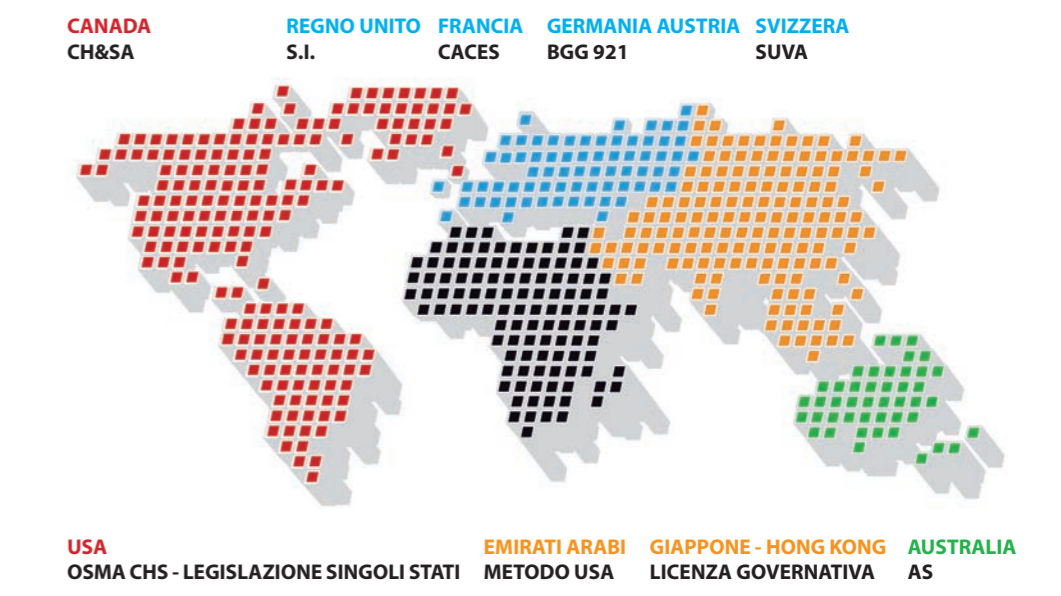 CANADA REGNO UNITO FRANCIA GERMANIA AUSTRIA SVIZZERA
CH&SA S.I. CACES BGG 921 SUVA
USA EMIRATI ARABI GIAPPONE - HONG KONG AUSTRALIA
OSMA CHS - LEGISLAZIONE SINGOLI STATI METODO USA LICENZA GOVERNATIVA AS